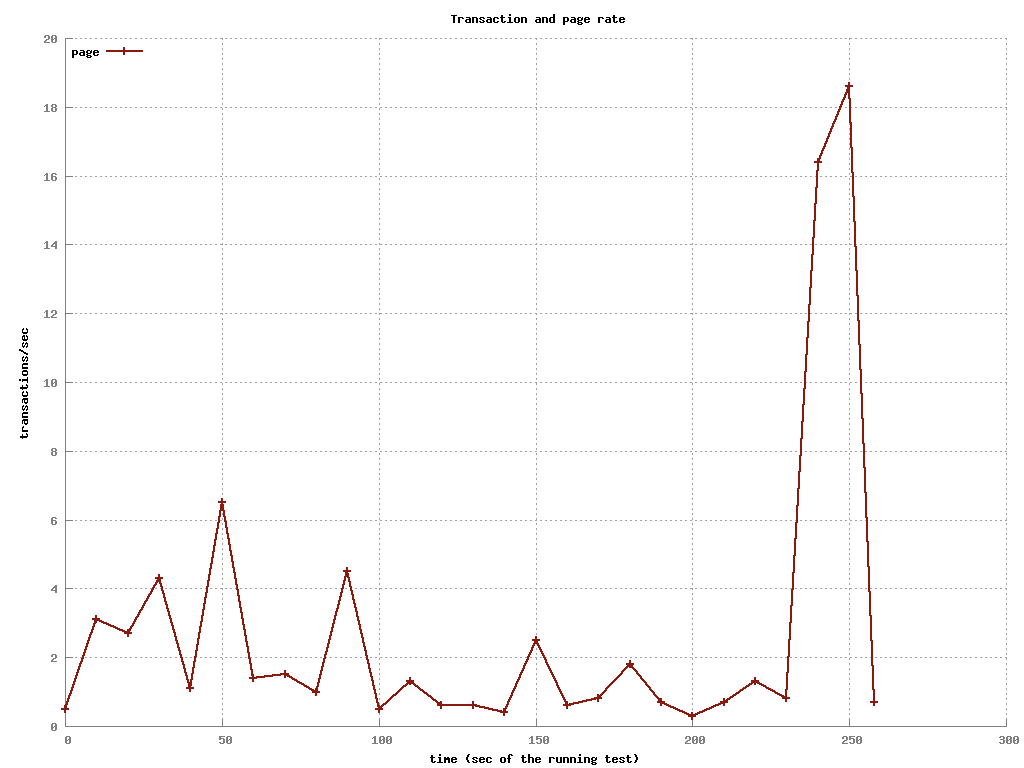 Transaction and page rate
page
20
18
16
14
12
10
8
6
4
2
0
transactions/sec
0 50 100 150 200 250 300
time (sec of the running test)